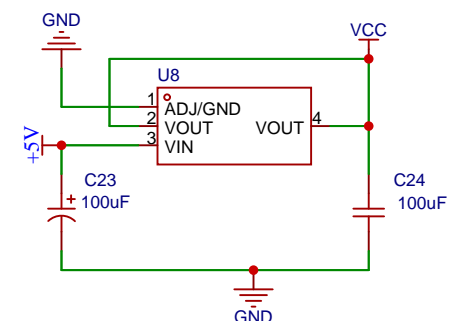 GND
VCC
U8
1 ADJ/GND
2 VOUT VOUT 4
3 VIN
+5V
C23
+ 100uF
C24
100uF
GND